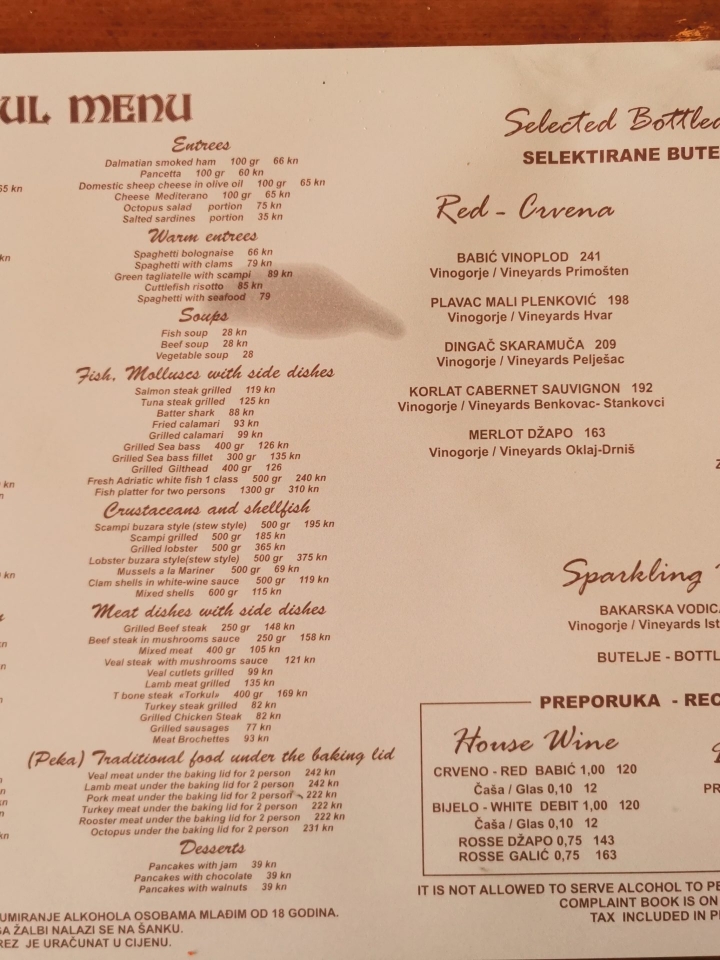 UL MENU
65 kn
kn
kn
kn
Entrees
Dalmatian smoked ham 100 gr 66 kn
Pancetta 100 gr 60 kn
Domestic sheep cheese in olive oil 100 gr 65 kn
Cheese Mediterano 100 gr 65 kn
Octopus salad portion 75 kn
Salted sardines portion 35 kn
Warm entrees
Spaghetti bolognaise 66 kn
Spaghetti with clams 79 kn
Green tagliatelle with scampi 89 kn
Cuttlefish risotto 85 kn
Spaghetti with seafood 79
Soups
Fish soup 28 kn
Beef soup 28 kn
Vegetable soup 28
Fish, Molluscs with side dishes
Salmon steak grilled 119 kn
Tuna steak grilled 125 kn
Batter shark 88 kn
Fried calamari 93 kn
Grilled calamari 99 kn
Grilled Sea bass 400 gr 126 kn
Grilled Sea bass fillet 300 gr 135 kn
Grilled Gilthead 400 gr 126
Fresh Adriatic white fish 1 class 500 gr 240 kn
Fish platter for two persons 1300 gr 310 kn
Crustaceans and shellfish
Scampi buzara style (stew style) 500 gr 195 kn
Scampi grilled 500 gr 185 kn
Grilled lobster 500 gr 365 kn
Lobster buzara style(stew style) 500 gr 375 kn
Mussels a la Mariner 500 gr 69 kn
Clam shells in white-wine sauce 500 gr 119 kn
Mixed shells 600 gr 115 kn
Meat dishes with side dishes
Grilled Beef steak 250 gr 148 kn
Beef steak in mushrooms sauce 250 gr 158 kn
Mixed meat 400 gr 105 kn
Veal steak with mushrooms sauce 121 kn
Veal cutlets grilled 99 kn
Lamb meat grilled 135 kn
T bone steak «Torkul» 400 gr 169 kn
Turkey steak grilled 82 kn
Grilled Chicken Steak 82 kn
Grilled sausages 77 kn
Meat Brochettes 93 kn
(Peka) Traditional food under the baking lid
Veal meat under the baking lid for 2 person 242 kn
Lamb meat under the baking lid for 2 person 242 kn
Pork meat under the baking lid for 2 person 222 kn
Turkey meat under the baking lid for 2 person 222 kn
Rooster meat under the baking lid for 2 person 222 kn
Octopus under the baking lid for 2 person 231 kn
Desserts
Pancakes with jam 39 kn
Pancakes with chocolate 39 kn
Pancakes with walnuts 39 kn
UMIRANJE ALKOHOLA OSOBAMA MLAĐIM OD 18 GODINA.
GA ŽALBI NALAZI SE NA ŠANKU.
REZ JE URAČUNAT U CIJENU.
Selected Bottled
SELEKTIRANE BUTE
Red - Crvena
BABIĆ VINOPLOD 241
Vinogorje / Vineyards Primošten
PLAVAC MALI PLENKOVIĆ 198
Vinogorje / Vineyards Hvar
DINGAČ SKARAMUČA 209
Vinogorje / Vineyards Pelješac
KORLAT CABERNET SAUVIGNON 192
Vinogorje / Vineyards Benkovac- Stankovci
MERLOT DŽAPO 163
Vinogorje / Vineyards Oklaj-Drniš
Sparkling
BAKARSKA VODICA
Vinogorje / Vineyards Ist
BUTELJE - BOTTL
PREPORUKA - REC
House Wine
CRVENO - RED BABIĆ 1,00 120
Čaša / Glas 0,10 12
BIJELO - WHITE DEBIT 1,00 120
Čaša / Glas 0,10 12
ROSSE DŽAPO 0,75 143
ROSSE GALIĆ 0,75 163
PR
IT IS NOT ALLOWED TO SERVE ALCOHOL TO PE
COMPLAINT BOOK IS ON
TAX INCLUDED IN P